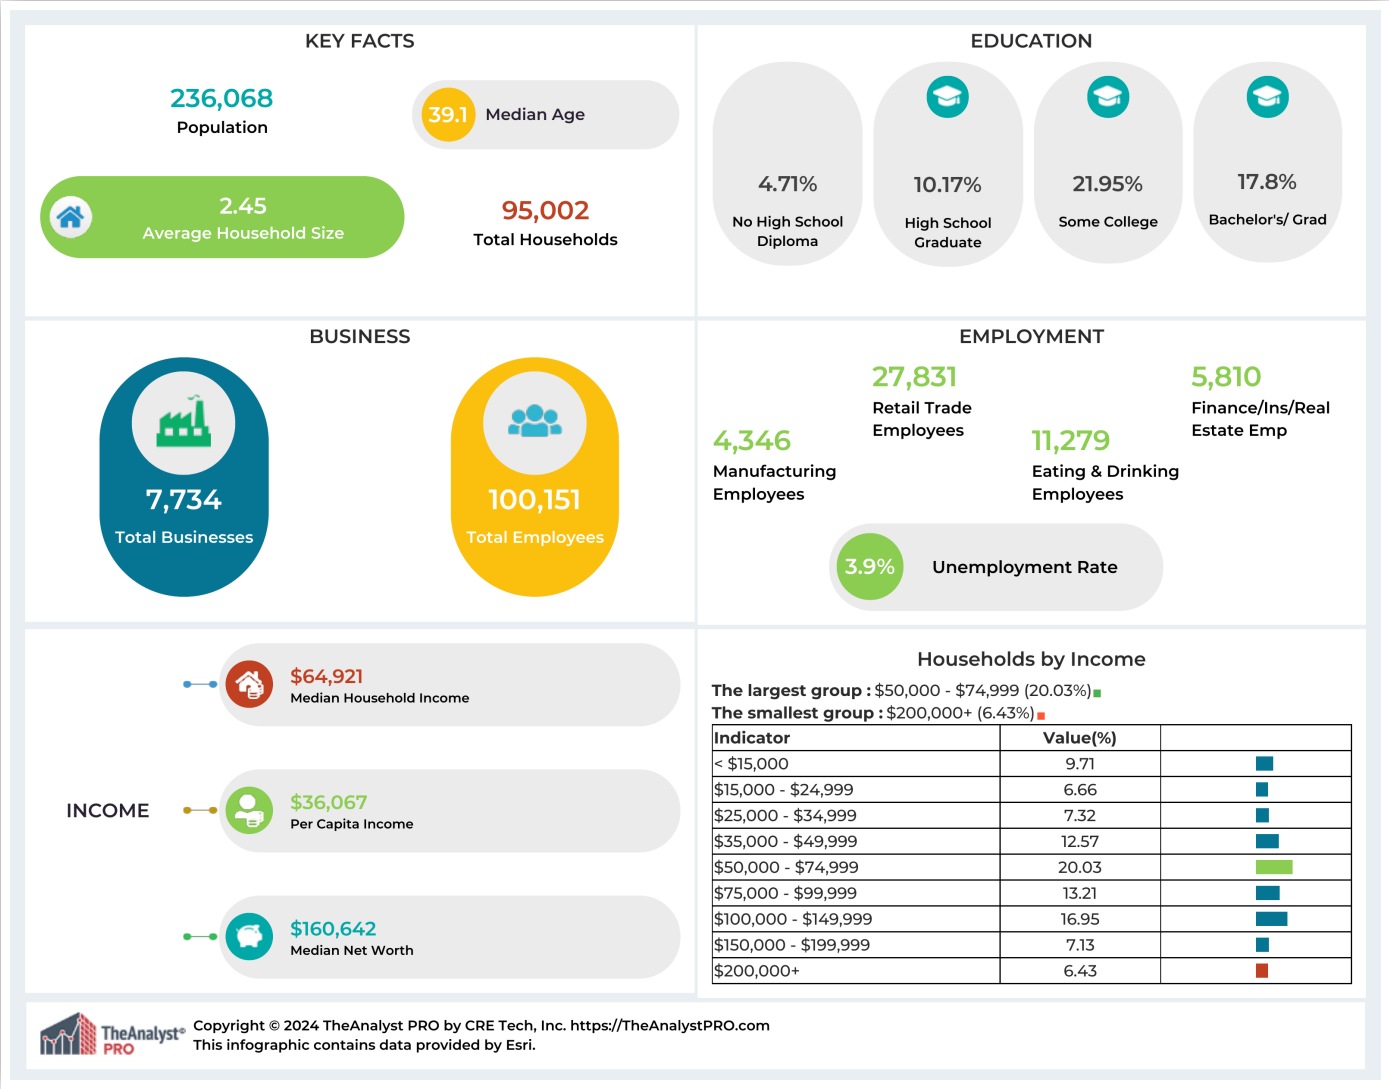 KEY FACTS
236,068
Population
39.1 Median Age
2.45
Average Household Size
95,002
Total Households
EDUCATION
4.71%
No High School
Diploma
10.17%
High School
Graduate
21.95%
Some College
17.8%
Bachelor's/ Grad
BUSINESS
7,734
Total Businesses
100,151
Total Employees
EMPLOYMENT
4,346
Manufacturing
Employees
27,831
Retail Trade
Employees
11,279
Eating & Drinking
Employees
5,810
Finance/Ins/Real
Estate Emp
3.9% Unemployment Rate
INCOME
$64,921
Median Household Income
$36,067
Per Capita Income
$160,642
Median Net Worth
Households by Income
The largest group : $50,000 - $74,999 (20.03%)
The smallest group : $200,000+ (6.43%)
Indicator Value(%)
< $15,000 9.71
$15,000 - $24,999 6.66
$25,000 - $34,999 7.32
$35,000 - $49,999 12.57
$50,000 - $74,999 20.03
$75,000 - $99,999 13.21
$100,000 - $149,999 16.95
$150,000 - $199,999 7.13
$200,000+ 6.43
TheAnalyst®
PRO
Copyright © 2024 TheAnalyst PRO by CRE Tech, Inc. https://TheAnalystPRO.com
This infographic contains data provided by Esri.